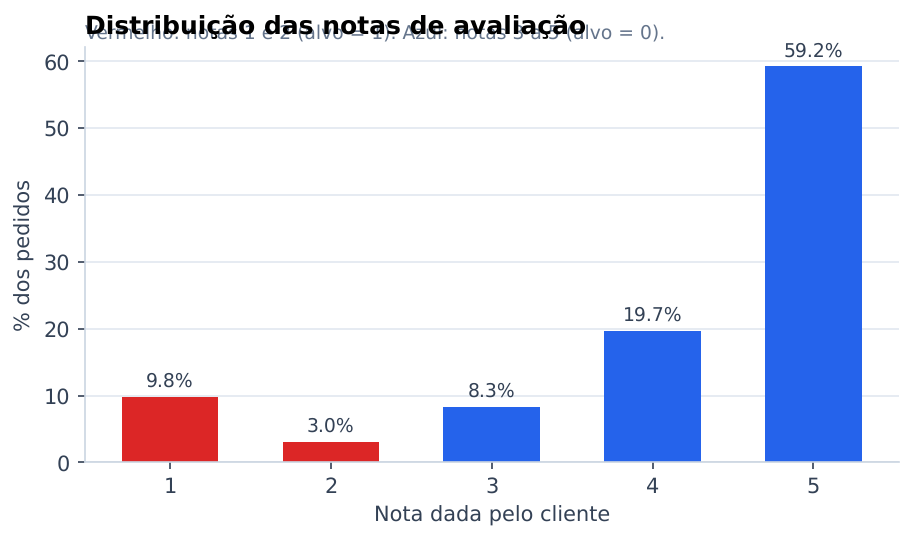 Distribuição das notas de avaliação
Vermelho: notas 1 e 2 (alvo = 1). Azul: notas 3 a 5 (alvo = 0).
59.2%
19.7%
9.8%
8.3%
3.0%
60
50
40
30
20
10
0
% dos pedidos
1 2 3 4 5
Nota dada pelo cliente